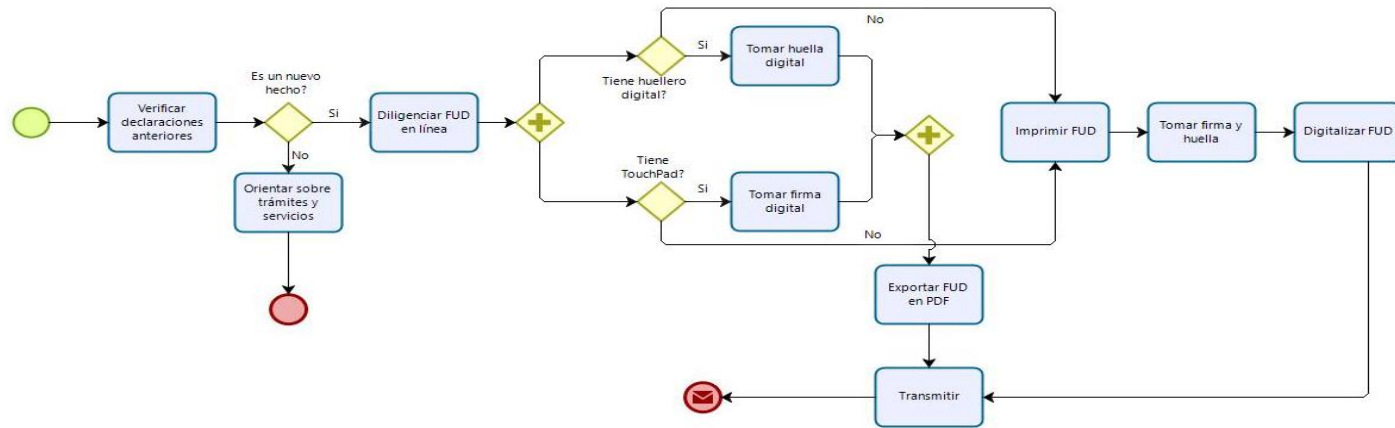 Es un nuevo
hecho?
Verificar
declaraciones
anteriores
Si
Diligenciar FUD
en línea
No
Orientar sobre
trámites y
servicios
Tiene huellero
digital?
Si
Tomar huella
digital
No
Tiene
TouchPad?
Si
Tomar firma
digital
No
Imprimir FUD
Tomar firma y
huella
Digitalizar FUD
Exportar FUD
en PDF
Transmitir